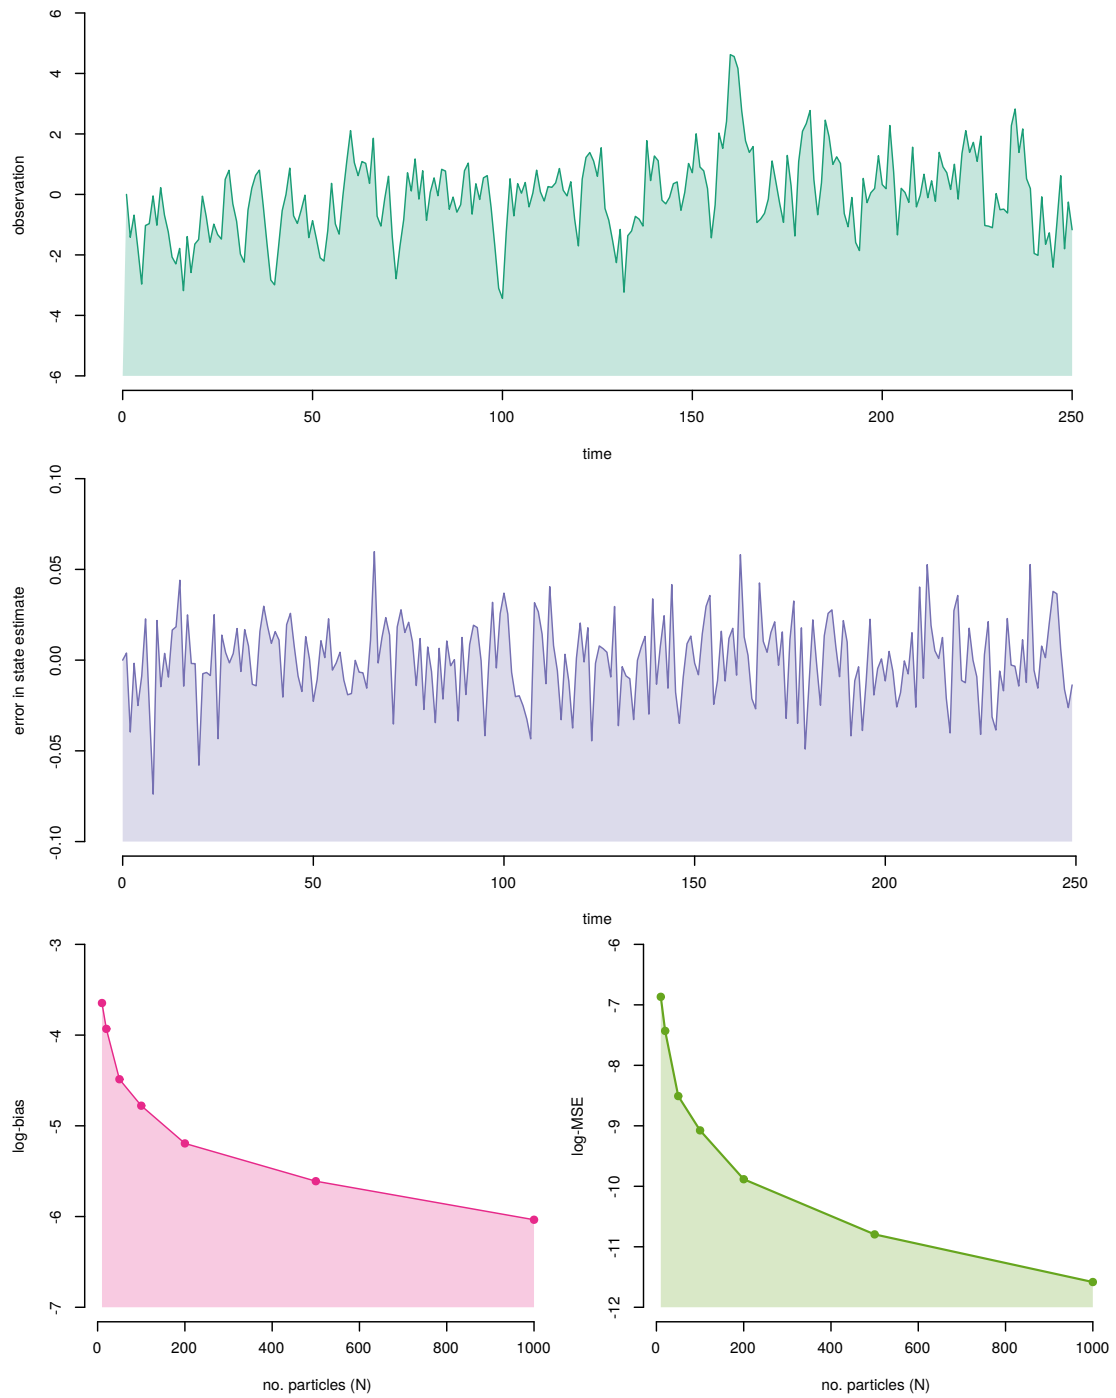 6
4
2
0
-2
-4
-6
observation
0 50 100 150 200 250
time
0.10
0.05
0.00
-0.05
-0.10
error in state estimate
0 50 100 150 200 250
time
-3
-4
-5
-6
-7
log-bias
0 200 400 600 800 1000
no. particles (N)
-6
-7
-8
-9
-10
-11
-12
log-MSE
0 200 400 600 800 1000
no. particles (N)